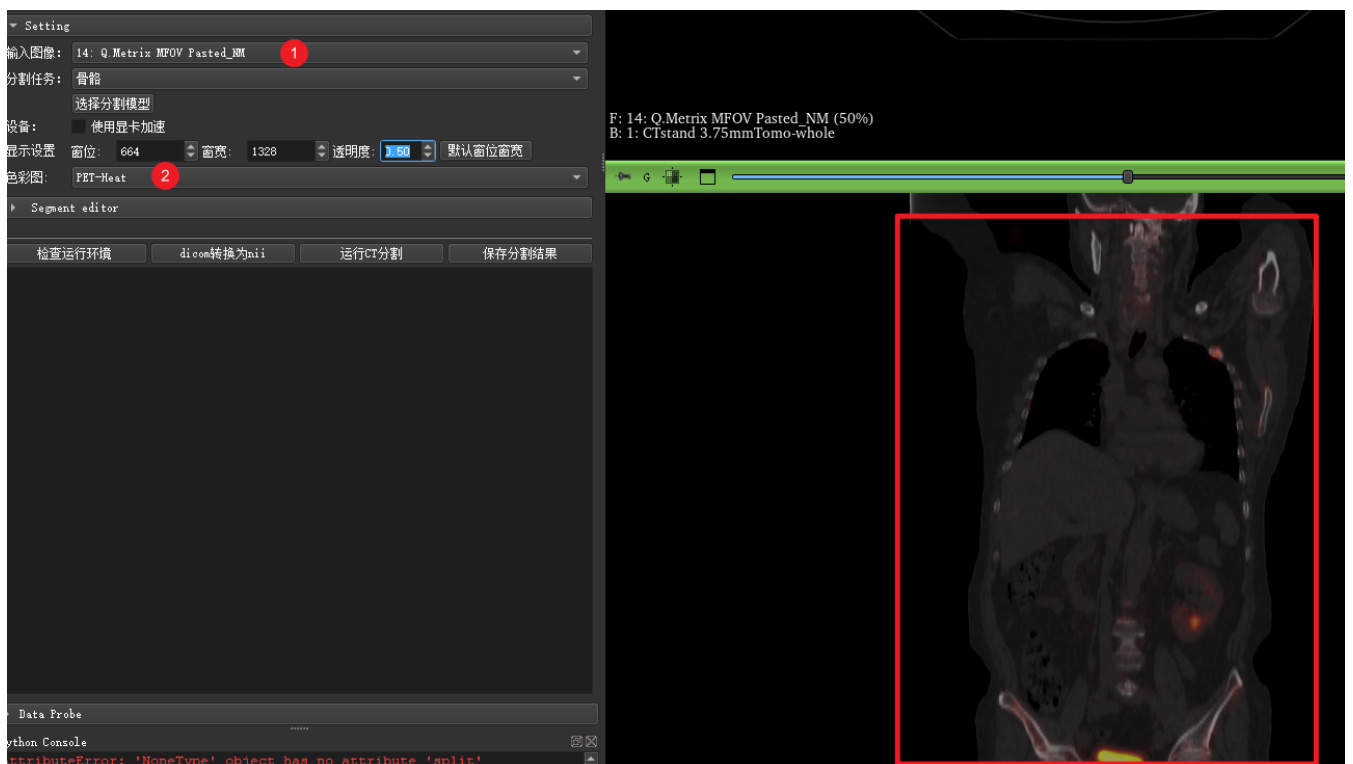 Setting
输入图像: 14: Q.Metrix MFOV Pasted_NM 1
分割任务: 骨骼
选择分割模型
设备: 使用显卡加速
显示设置 窗位: 664 窗宽: 1328 透明度: 0.50 默认窗位窗宽
色彩图: PET-Heat 2
Segment editor
检查运行环境 dicom转换为nii 运行CT分割 保存分割结果
Data Probe
ython Console
ttributeError: 'NoneType' object has no attribute 'split'
F: 14: Q.Metrix MFOV Pasted_NM (50%)
B: 1: CTstand 3.75mmTomo-whole
G